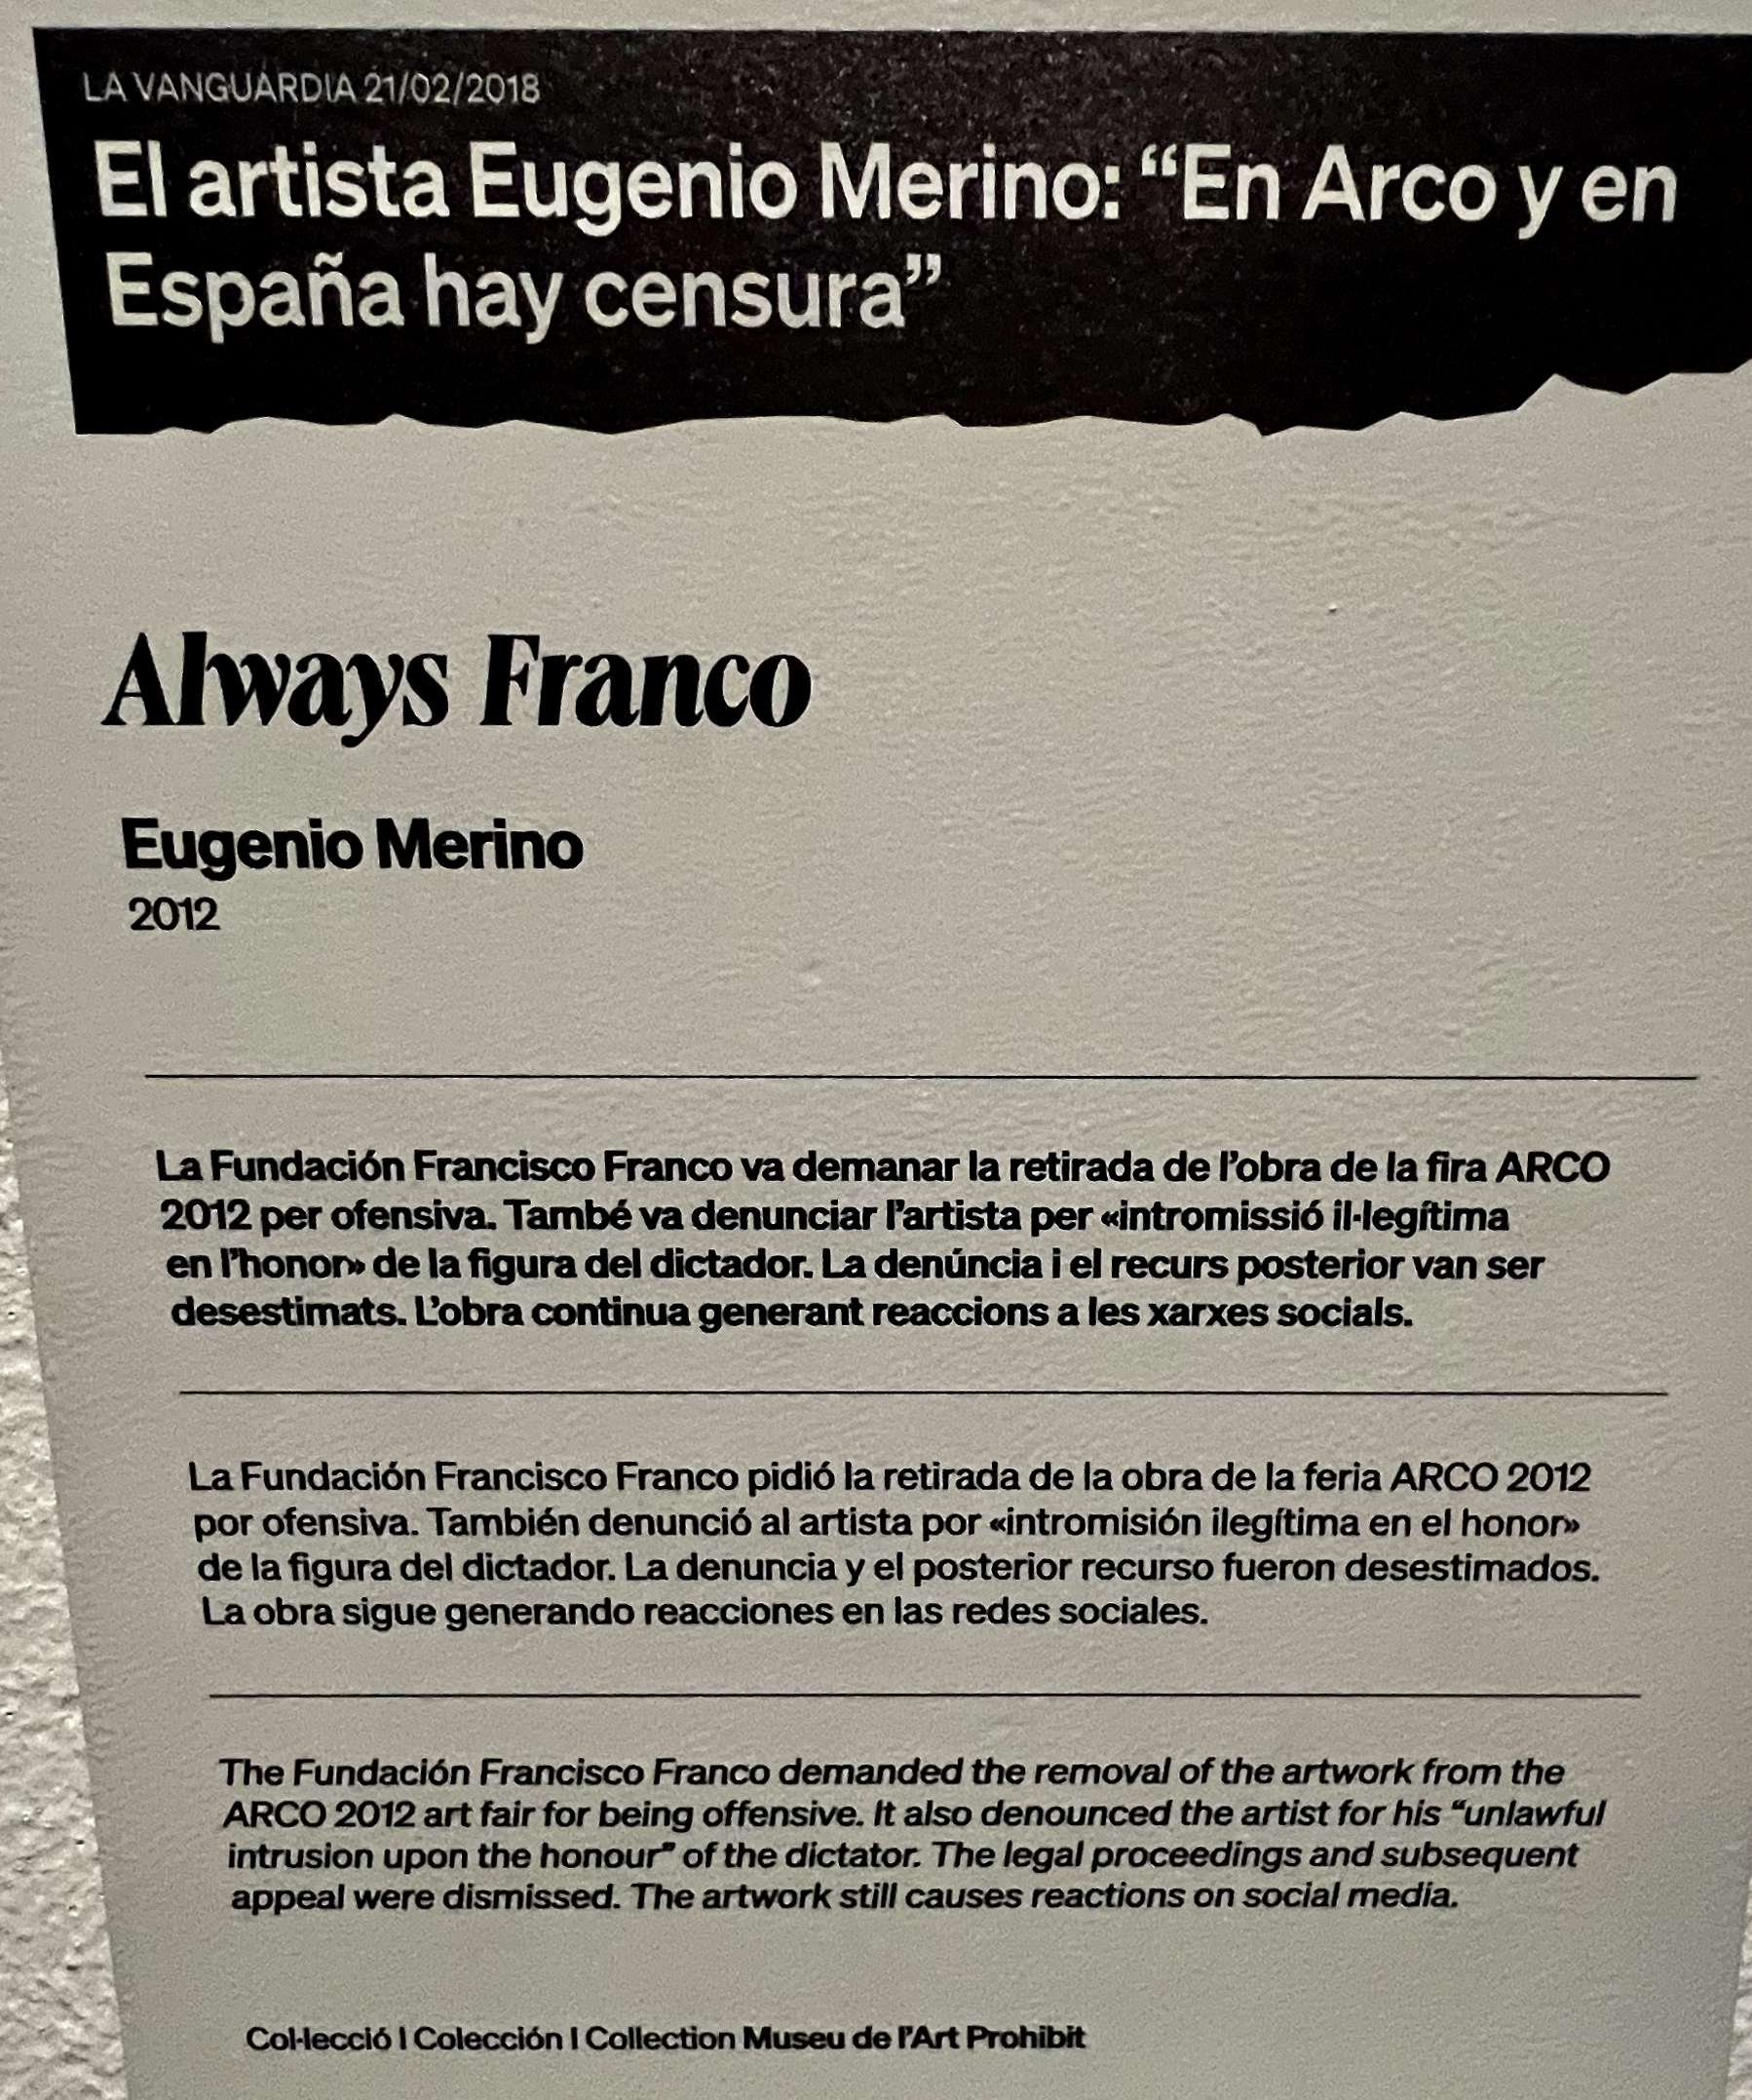 LA VANGUARDIA 21/02/2018
El artista Eugenio Merino: “En Arco y en
España hay censura”
Always Franco
Eugenio Merino
2012
La Fundación Francisco Franco va demanar la retirada de l’obra de la fira ARCO
2012 per ofensiva. També va denunciar l’artista per «intromissió il·legítima
en l’honor» de la figura del dictador. La denúncia i el recurs posterior van ser
desestimats. L’obra continua generant reaccions a les xarxes socials.
La Fundación Francisco Franco pidió la retirada de la obra de la feria ARCO 2012
por ofensiva. También denunció al artista por «intromisión ilegítima en el honor»
de la figura del dictador. La denuncia y el posterior recurso fueron desestimados.
La obra sigue generando reacciones en las redes sociales.
The Fundación Francisco Franco demanded the removal of the artwork from the
ARCO 2012 art fair for being offensive. It also denounced the artist for his “unlawful
intrusion upon the honour” of the dictator. The legal proceedings and subsequent
appeal were dismissed. The artwork still causes reactions on social media.
Col·lecció | Colección | Collection Museu de l’Art Prohibit